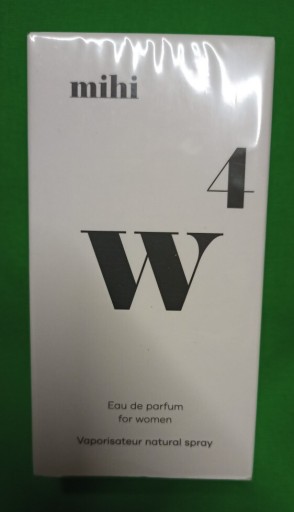 mihi
4
W
Eau de parfum
for women
Vaporisateur natural spray